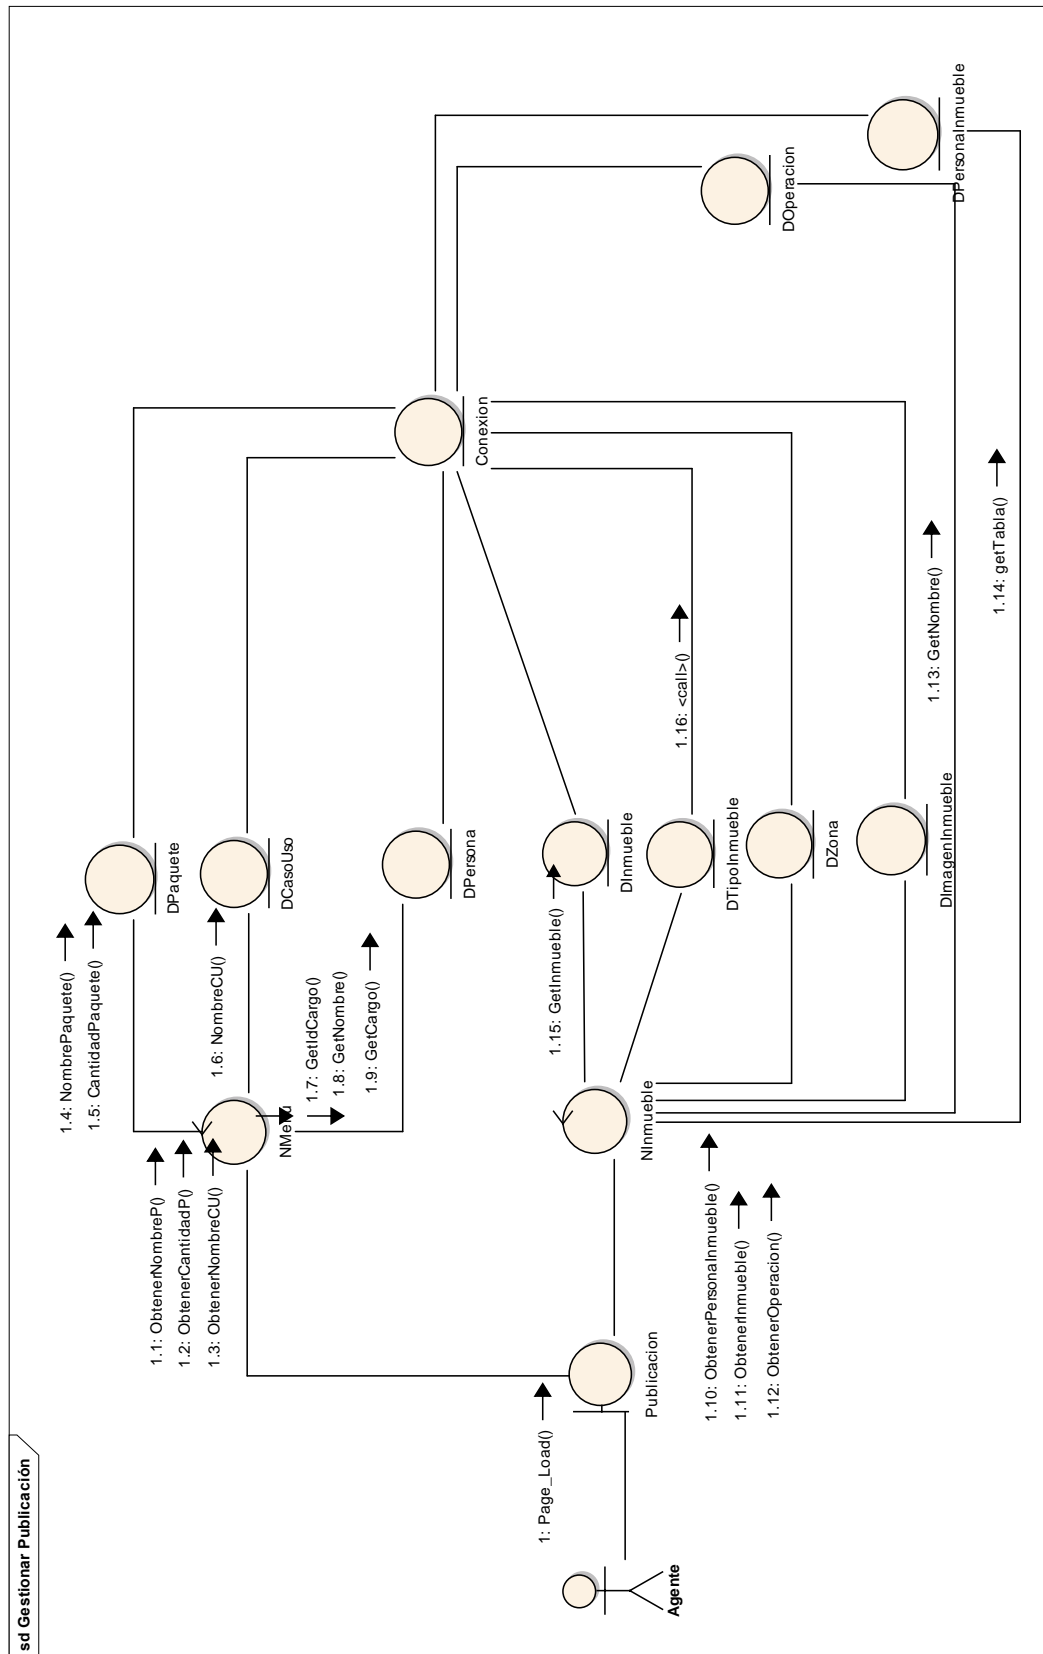 sd Gestionar Publicación
Agente
1: Page_Load()
Publicacion
1.1: ObtenerNombreP()
1.2: ObtenerCantidadP()
1.3: ObtenerNombreCU()
NMenu
1.4: NombrePaquete()
1.5: CantidadPaquete()
1.6: NombreCU()
1.7: GetIdCargo()
1.8: GetNombre()
1.9: GetCargo()
DPaquete
DCasoUso
DPersona
1.10: ObtenerPersonaInmueble()
1.11: ObtenerInmueble()
1.12: ObtenerOperacion()
NInmueble
1.15: GetInmueble()
DInmueble
DTipoInmueble
DZona
DImagenInmueble
1.16: <call>()
1.13: GetNombre()
1.14: getTabla()
Conexion
DOperacion
DPersonaInmueble